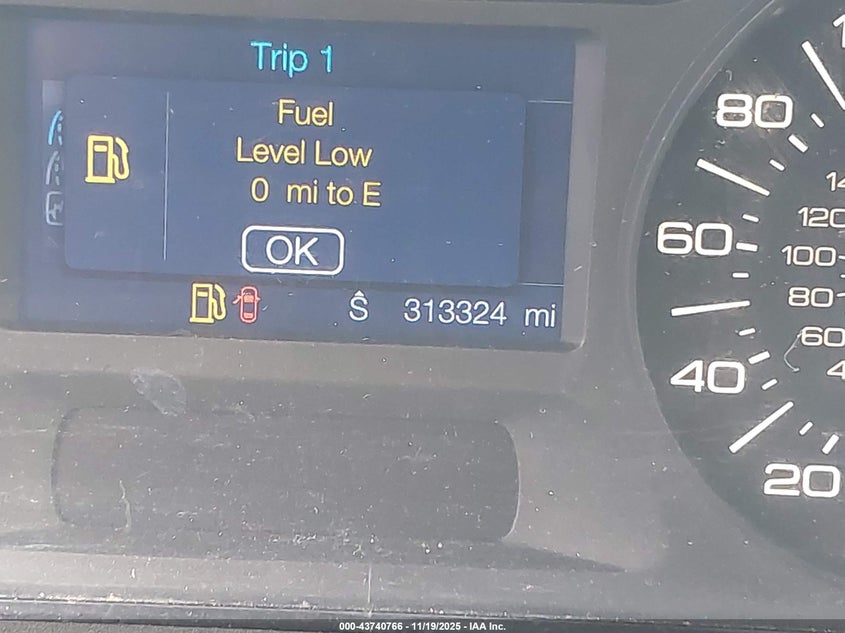 Trip 1
Fuel
Level Low
0 mi to E
OK
S 313324 mi
80
60
40
20
120
100
80
60
000-43740766 - 11/19/2025 - IAA Inc.